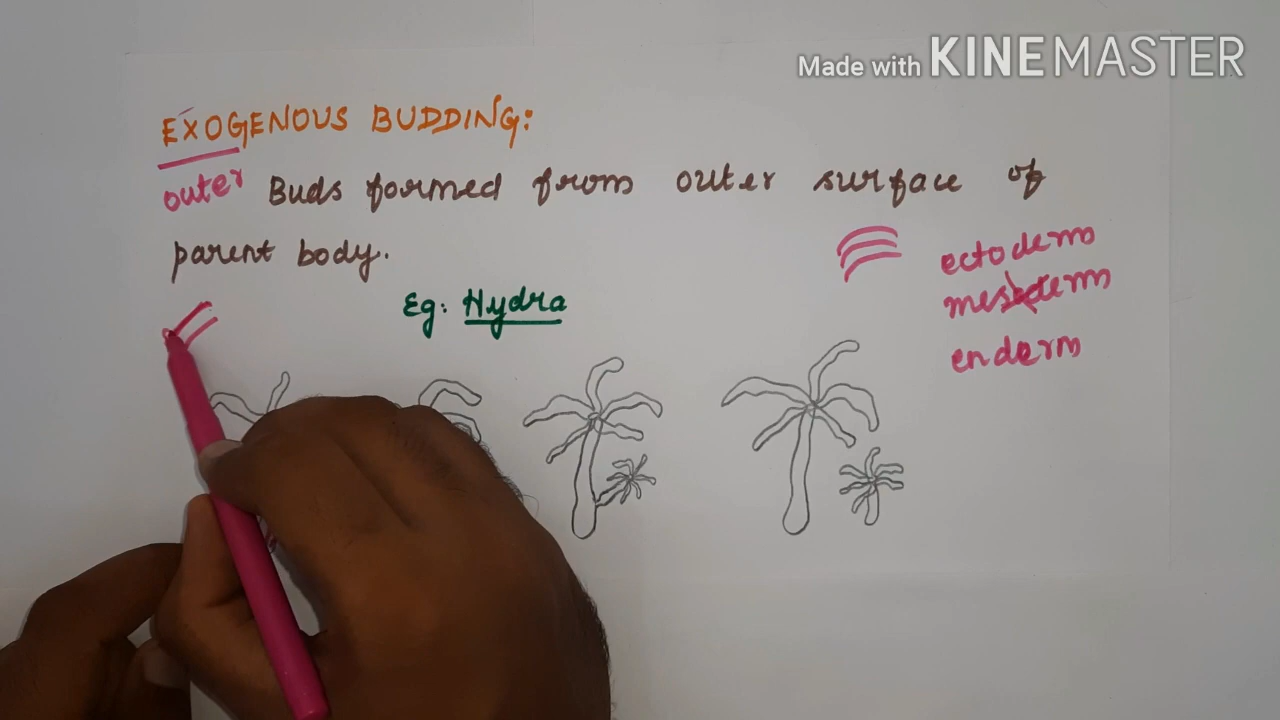 Made with KINEMASTER
EXOGENOUS BUDDING:
outer Buds formed from outer surface of
parent body.
ectoderm
mesoderm
enderm
Eg: Hydra